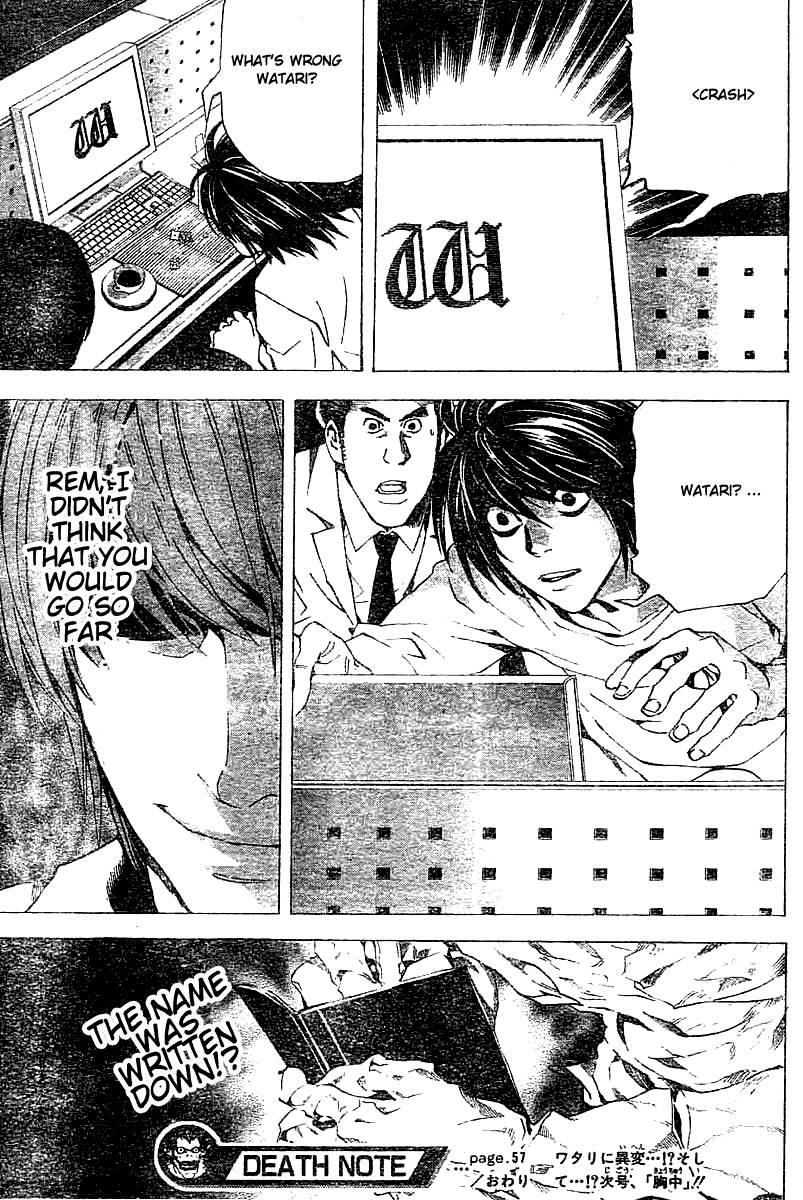 <CRASH>
W
WHAT'S WRONG
WATARI?
W
WATARI? ...
REM, I
DIDN'T
THINK
THAT YOU
WOULD
GO SO
FAR
THE NAME
WAS
WRITTEN
DOWN!?
DEATH NOTE
page.57
/おわり
ワタリに異変…!?そし
て…!?次号、「胸中」!!